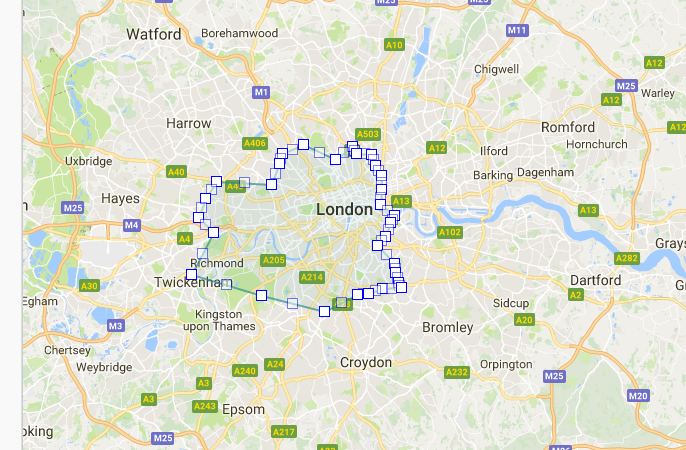 M25
M23
Watford
Borehamwood
M11
A10
A12
Chigwell
M25
Warley
A12
M1
Harrow
A406
A503
A12
Romford
A12
Hornchurch
Ilford
Uxbridge
A40
Barking
Dagenham
Hayes
M25
London
A13
A13
M4
A4
A102
Grays
Richmond
A205
A282
A214
Twickenham
A30
Dartford
A2
Egham
Sidcup
Kingston
upon Thames
A20
M3
Bromley
Chertsey
Weybridge
Croydon
Orpington
A24
A240
A232
M25
A3
A3
M20
A243
Epsom
A217
oking
M25